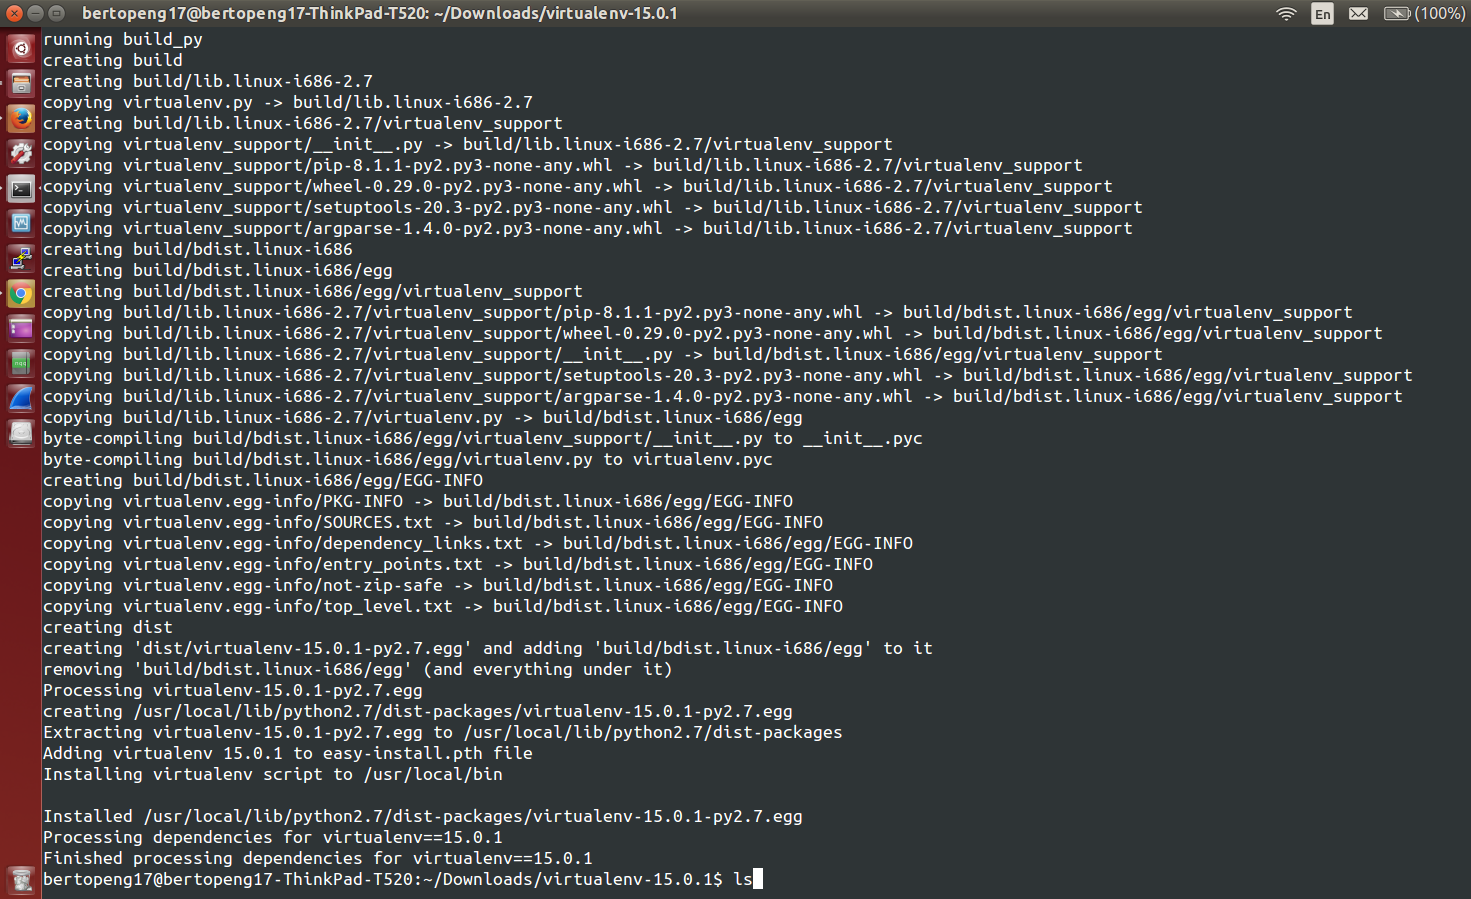 bertopeng17@bertopeng17-ThinkPad-T520: ~/Downloads/virtualenv-15.0.1
En
(100%)
running build_py
creating build
creating build/lib.linux-i686-2.7
copying virtualenv.py -> build/lib.linux-i686-2.7
creating build/lib.linux-i686-2.7/virtualenv_support
copying virtualenv_support/__init__.py -> build/lib.linux-i686-2.7/virtualenv_support
copying virtualenv_support/pip-8.1.1-py2.py3-none-any.whl -> build/lib.linux-i686-2.7/virtualenv_support
copying virtualenv_support/wheel-0.29.0-py2.py3-none-any.whl -> build/lib.linux-i686-2.7/virtualenv_support
copying virtualenv_support/setuptools-20.3-py2.py3-none-any.whl -> build/lib.linux-i686-2.7/virtualenv_support
copying virtualenv_support/argparse-1.4.0-py2.py3-none-any.whl -> build/lib.linux-i686-2.7/virtualenv_support
creating build/bdist.linux-i686
creating build/bdist.linux-i686/egg
creating build/bdist.linux-i686/egg/virtualenv_support
copying build/lib.linux-i686-2.7/virtualenv_support/pip-8.1.1-py2.py3-none-any.whl -> build/bdist.linux-i686/egg/virtualenv_support
copying build/lib.linux-i686-2.7/virtualenv_support/wheel-0.29.0-py2.py3-none-any.whl -> build/bdist.linux-i686/egg/virtualenv_support
copying build/lib.linux-i686-2.7/virtualenv_support/__init__.py -> build/bdist.linux-i686/egg/virtualenv_support
copying build/lib.linux-i686-2.7/virtualenv_support/setuptools-20.3-py2.py3-none-any.whl -> build/bdist.linux-i686/egg/virtualenv_support
copying build/lib.linux-i686-2.7/virtualenv_support/argparse-1.4.0-py2.py3-none-any.whl -> build/bdist.linux-i686/egg/virtualenv_support
copying build/lib.linux-i686-2.7/virtualenv.py -> build/bdist.linux-i686/egg
byte-compiling build/bdist.linux-i686/egg/virtualenv_support/__init__.py to __init__.pyc
byte-compiling build/bdist.linux-i686/egg/virtualenv.py to virtualenv.pyc
creating build/bdist.linux-i686/egg/EGG-INFO
copying virtualenv.egg-info/PKG-INFO -> build/bdist.linux-i686/egg/EGG-INFO
copying virtualenv.egg-info/SOURCES.txt -> build/bdist.linux-i686/egg/EGG-INFO
copying virtualenv.egg-info/dependency_links.txt -> build/bdist.linux-i686/egg/EGG-INFO
copying virtualenv.egg-info/entry_points.txt -> build/bdist.linux-i686/egg/EGG-INFO
copying virtualenv.egg-info/not-zip-safe -> build/bdist.linux-i686/egg/EGG-INFO
copying virtualenv.egg-info/top_level.txt -> build/bdist.linux-i686/egg/EGG-INFO
creating dist
creating 'dist/virtualenv-15.0.1-py2.7.egg' and adding 'build/bdist.linux-i686/egg' to it
removing 'build/bdist.linux-i686/egg' (and everything under it)
Processing virtualenv-15.0.1-py2.7.egg
creating /usr/local/lib/python2.7/dist-packages/virtualenv-15.0.1-py2.7.egg
Extracting virtualenv-15.0.1-py2.7.egg to /usr/local/lib/python2.7/dist-packages
Adding virtualenv 15.0.1 to easy-install.pth file
Installing virtualenv script to /usr/local/bin
Installed /usr/local/lib/python2.7/dist-packages/virtualenv-15.0.1-py2.7.egg
Processing dependencies for virtualenv==15.0.1
Finished processing dependencies for virtualenv==15.0.1
bertopeng17@bertopeng17-ThinkPad-T520:~/Downloads/virtualenv-15.0.1$ ls